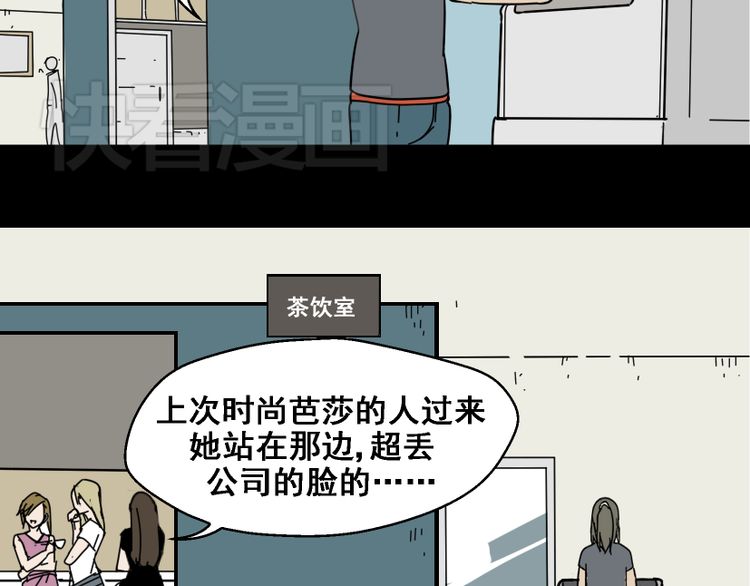 快看漫画
茶饮室
上次时尚芭莎的人过来
她站在那边,超丢
公司的脸的……